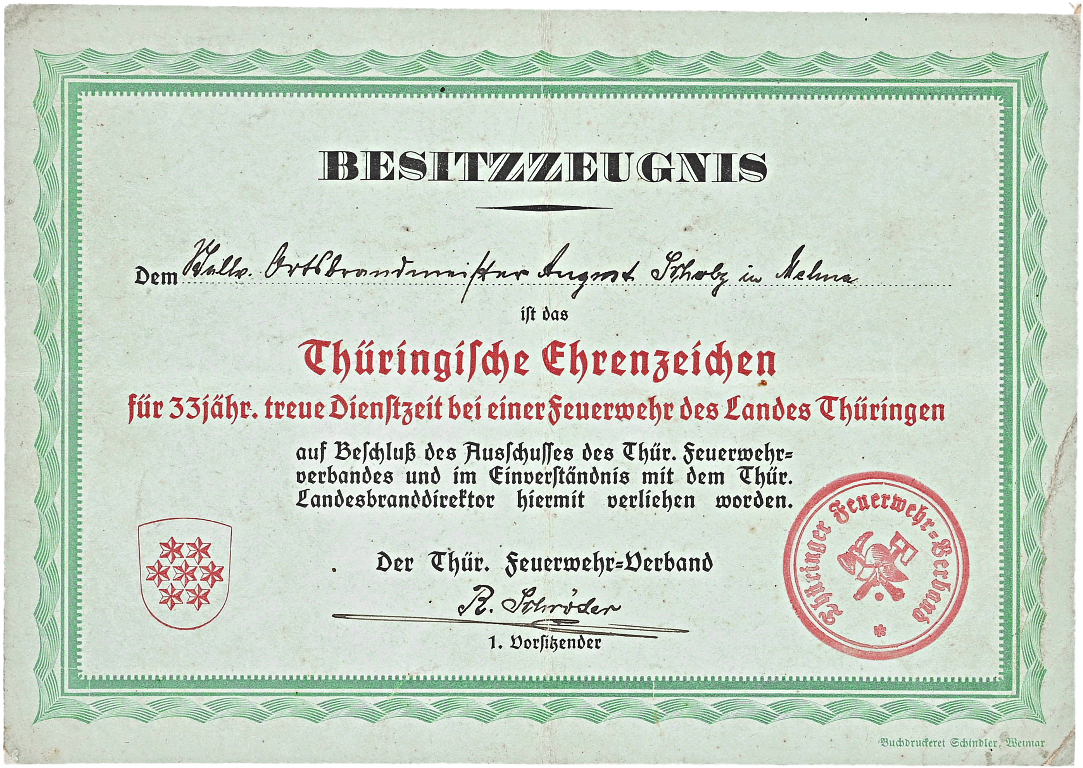 BESITZZEUGNIS
Dem Stellv. Ortsbrandmeister August Scholz in Mehna
ist das
Thüringische Ehrenzeichen
für 33jähr. treue Dienstzeit bei einer Feuerwehr des Landes Thüringen
auf Beschluß des Ausschusses des Thür. Feuerwehr=
verbandes und im Einverständnis mit dem Thür.
Landesbranddirektor hiermit verliehen worden.
Der Thür. Feuerwehr=Verband
R. Schröder
1. Vorsitzender
Thüringer Feuerwehr=Verband
Buchdruckerei Schindler, Weimar